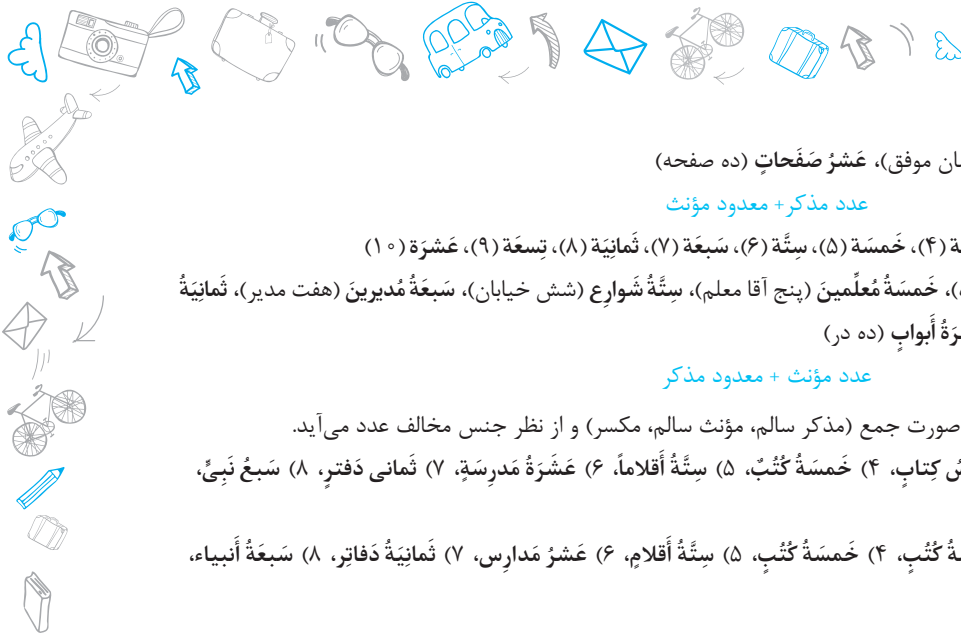 موفق)، عَشرُ صَفَحاتٍ (ده صفحه)
عدد مذکر + معدود مؤنث
(۴)، خَمسَة (۵)، سِتَّة (۶)، سَبعَة (۷)، ثَمانِیَة (۸)، تِسعَة (۹)، عَشرَة (۱۰)
)، خَمسَةُ مُعلِّمینَ (پنج آقا معلم)، سِتَّةُ شَوارِع (شش خیابان)، سَبعَةُ مُدیرینَ (هفت مدیر)، ثَمانِیَةُ
أَبوابٍ (ده در)
عدد مؤنث + معدود مذکر
صورت جمع (مذکر سالم، مؤنث سالم، مکسر) و از نظر جنس مخالف عدد می‌آید.
کِتابٍ، ۴) خَمسَةُ کُتُبٌ، ۵) سِتَّةُ أَقلاماً، ۶) عَشَرَةُ مَدرِسَةٍ، ۷) ثَمانی دَفترٍ، ۸) سَبعُ نَبِیٍّ،
کُتُبٍ، ۴) خَمسَةُ کُتُبٍ، ۵) سِتَّةُ أَقلامٍ، ۶) عَشرُ مَدارِس، ۷) ثَمانِیَةُ دَفاتِر، ۸) سَبعَةُ أَنبیاء،